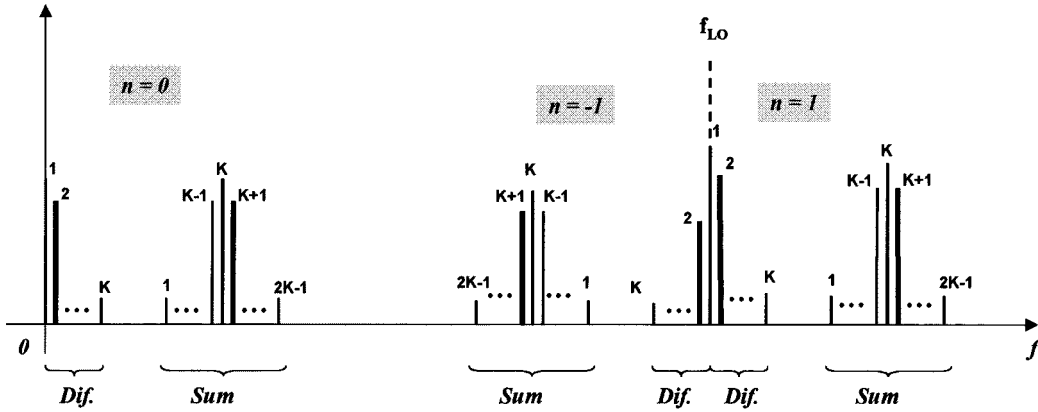 f_LO
n = 0
n = -1
n = 1
1
2
K
K-1
K
K+1
1
2K-1
K+1
K
K-1
2K-1
1
K
2
1
2
K
K-1
K
K+1
1
2K-1
0
f
Dif.
Sum
Sum
Dif.
Dif.
Sum